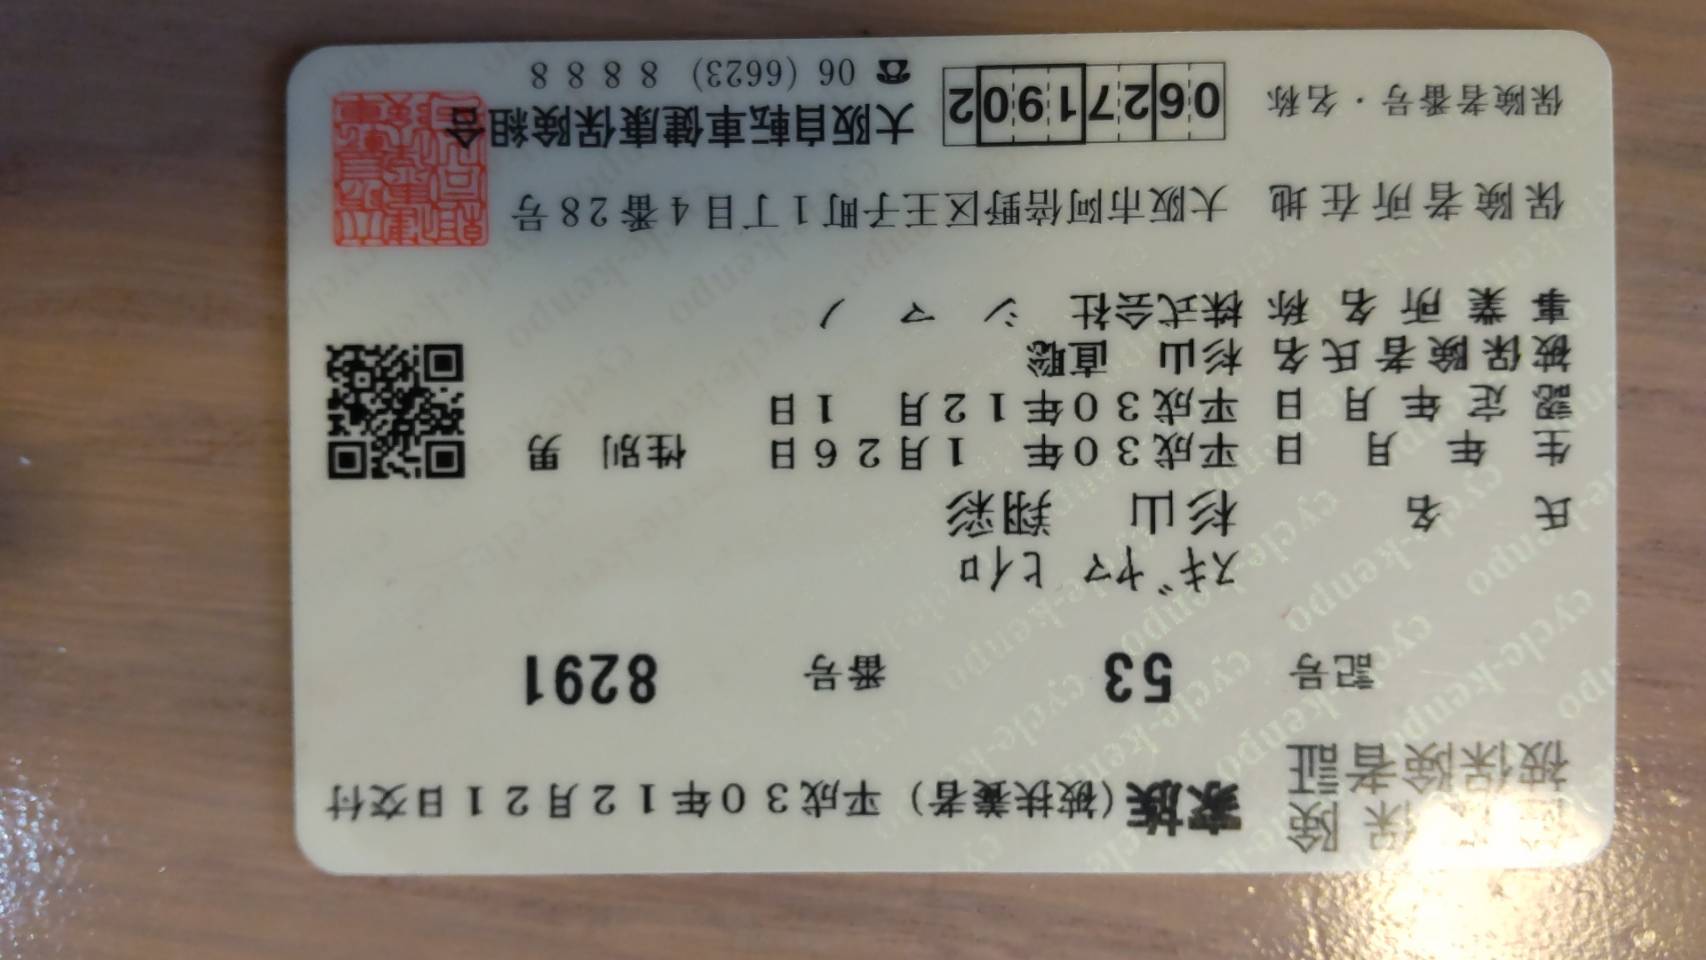 健康保険
被保険者証
家族(被扶養者) 平成30年12月21日交付
記号 53 番号 8291
スギヤマ ヒイロ
氏名 杉山 翔彩
生年月日 平成30年 1月26日 性別 男
認定年月日 平成30年12月 1日
被保険者氏名 杉山 直聡
事業所名称 株式会社 シマノ
保険者所在地 大阪市阿倍野区王子町1丁目4番28号
保険者番号・名称 06271902 大阪自転車健康保険組合
☎ 06 (6623) 8888